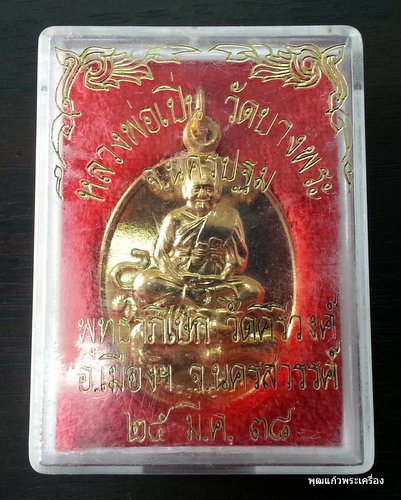 หลวงพ่อเปิ่น วัดบางพระ
จ.นครปฐม
พุทธาภิเษก วัดคีรีวงศ์
อ.เมืองฯ จ.นครสวรรค์
๒๕ มี.ค. ๓๘
พุฒแก้วพระเครื่อง